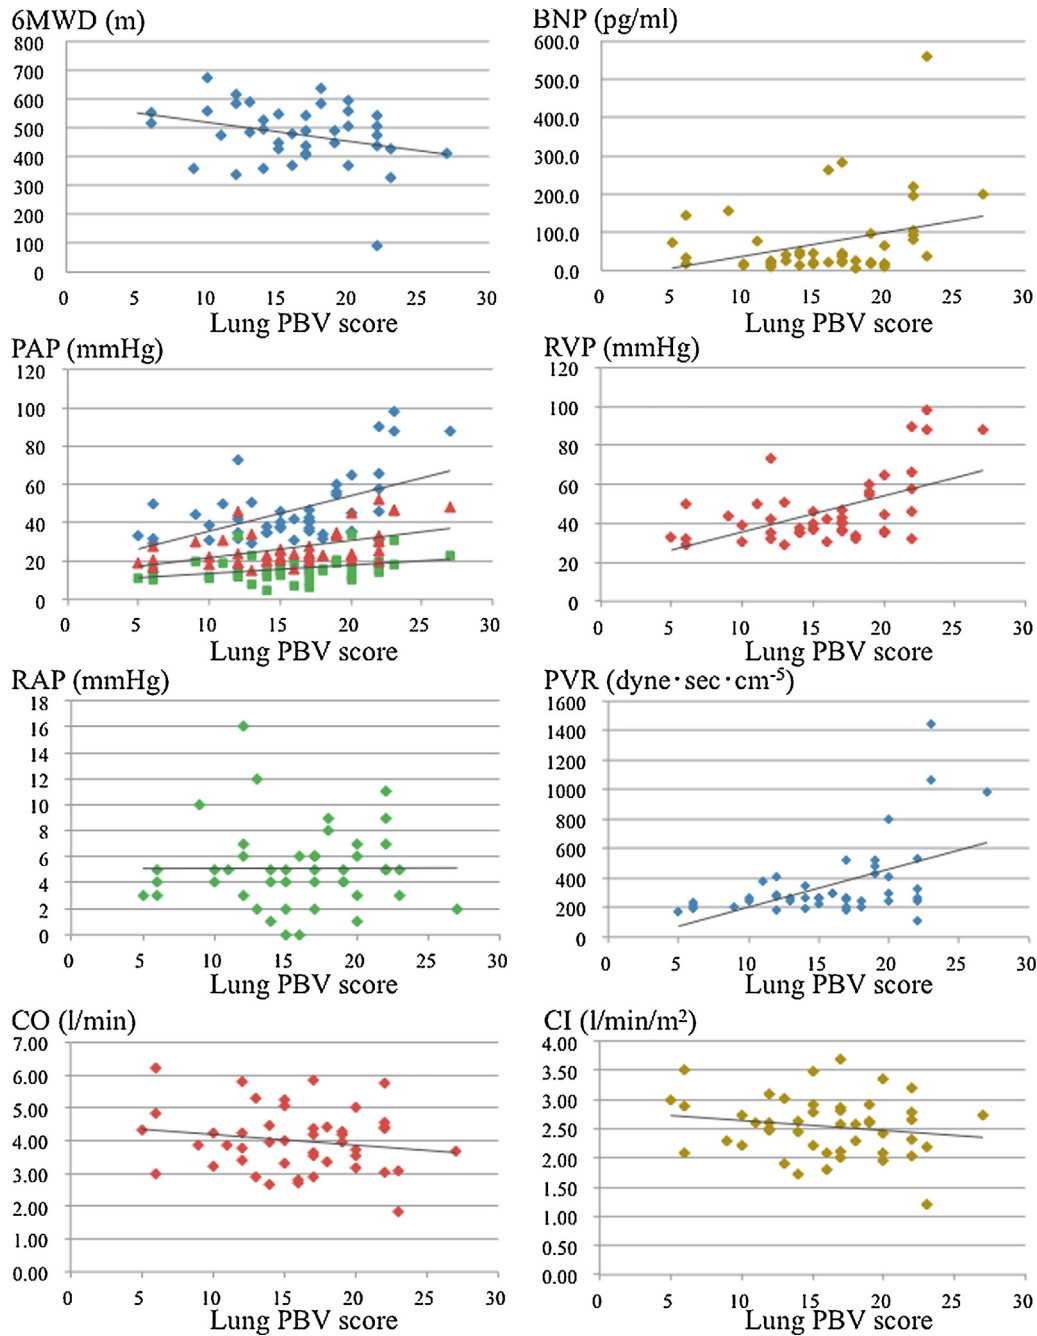 6MWD (m)
800
700
600
500
400
300
200
100
0
0 5 10 15 20 25 30
Lung PBV score
BNP (pg/ml)
600.0
500.0
400.0
300.0
200.0
100.0
0.0
0 5 10 15 20 25 30
Lung PBV score
PAP (mmHg)
120
100
80
60
40
20
0
0 5 10 15 20 25 30
Lung PBV score
RVP (mmHg)
120
100
80
60
40
20
0
0 5 10 15 20 25 30
Lung PBV score
RAP (mmHg)
18
16
14
12
10
8
6
4
2
0
0 5 10 15 20 25 30
Lung PBV score
PVR (dyne·sec·cm⁻⁵)
1600
1400
1200
1000
800
600
400
200
0
0 5 10 15 20 25 30
Lung PBV score
CO (l/min)
7.00
6.00
5.00
4.00
3.00
2.00
1.00
0.00
0 5 10 15 20 25 30
Lung PBV score
CI (l/min/m²)
4.00
3.50
3.00
2.50
2.00
1.50
1.00
0.50
0.00
0 5 10 15 20 25 30
Lung PBV score